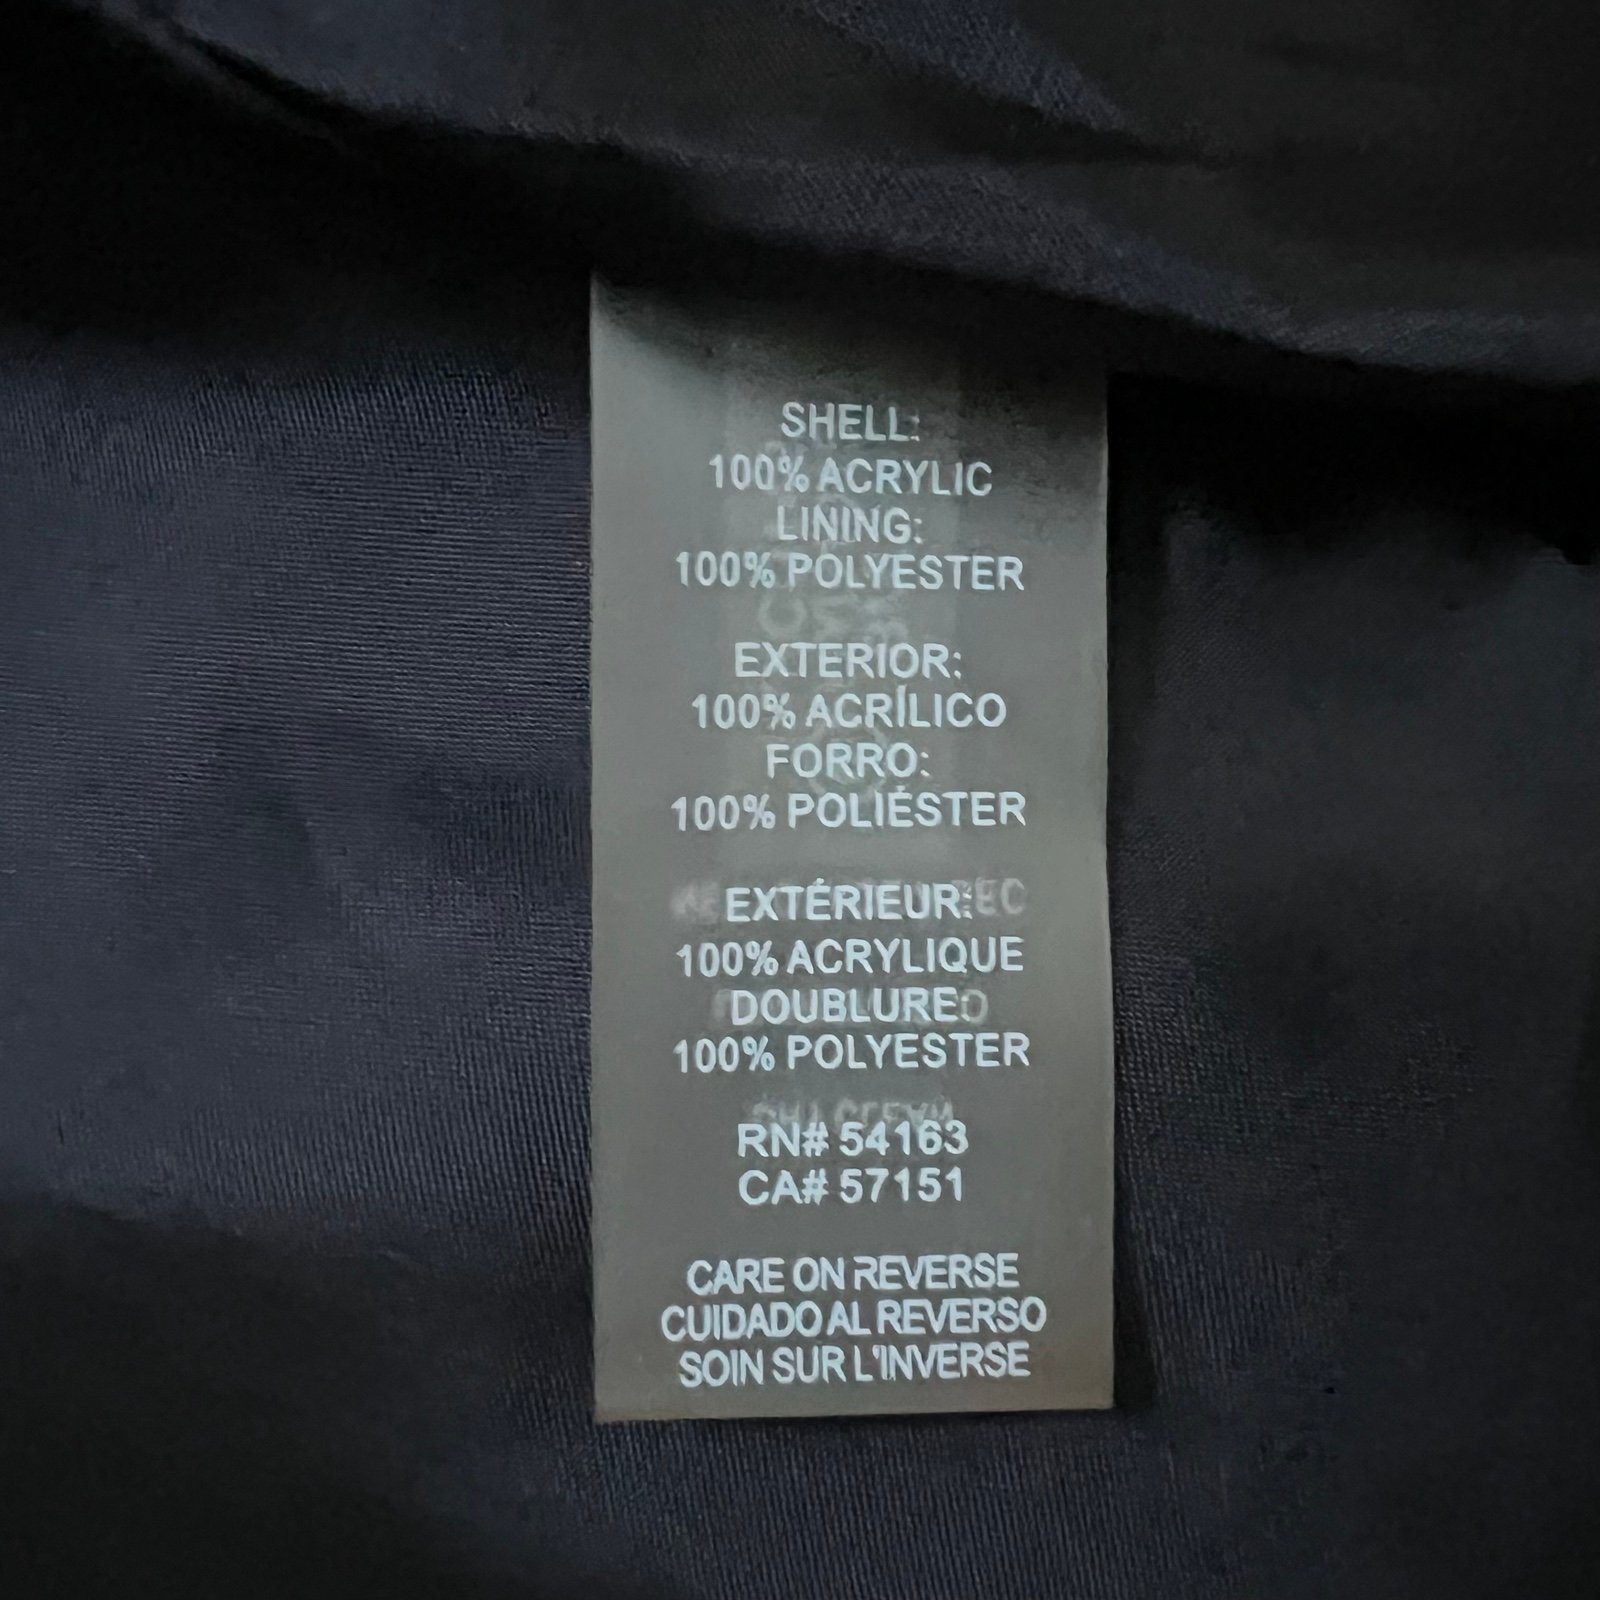 SHELL:
100% ACRYLIC
LINING:
100% POLYESTER
EXTERIOR:
100% ACRÍLICO
FORRO:
100% POLIÉSTER
EXTÉRIEUR:
100% ACRYLIQUE
DOUBLURE:
100% POLYESTER
RN# 54163
CA# 57151
CARE ON REVERSE
CUIDADO AL REVERSO
SOIN SUR L'INVERSE